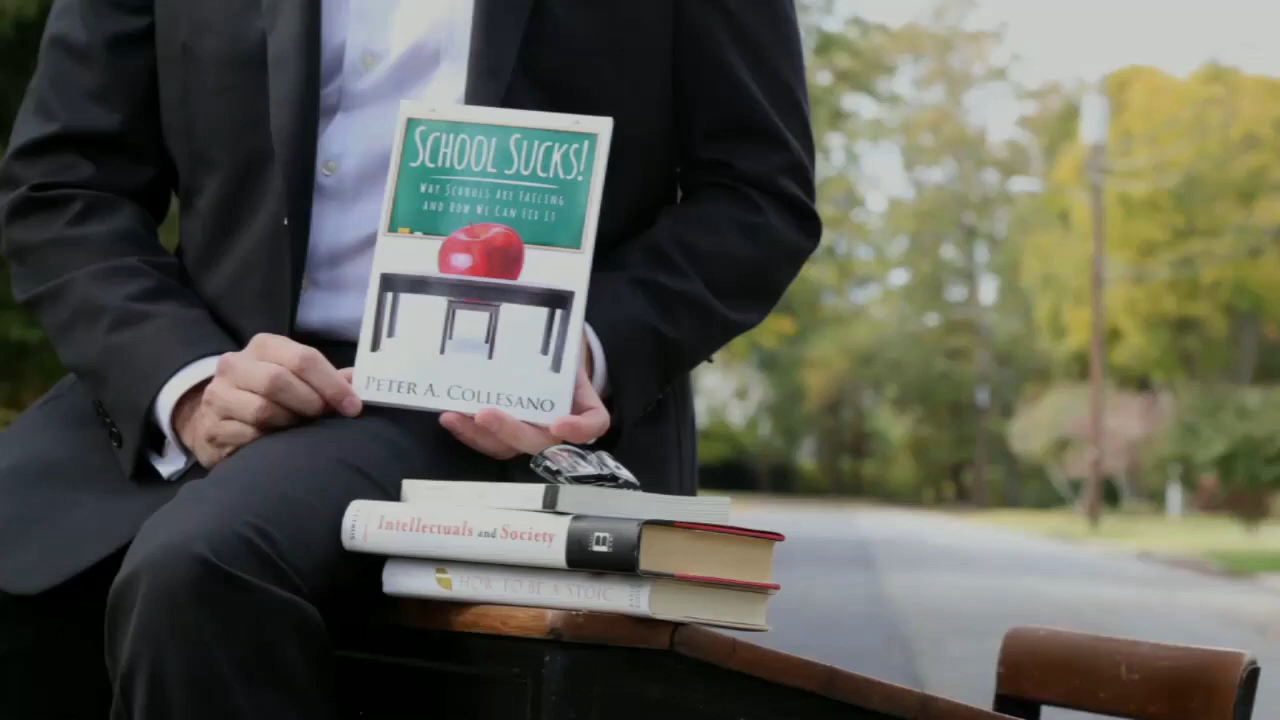 SCHOOL SUCKS!
WHY SCHOOLS ARE FAILING
AND HOW WE CAN FIX IT
PETER A. COLLESANO
Intellectuals and Society
B
HOW TO BE A STOIC